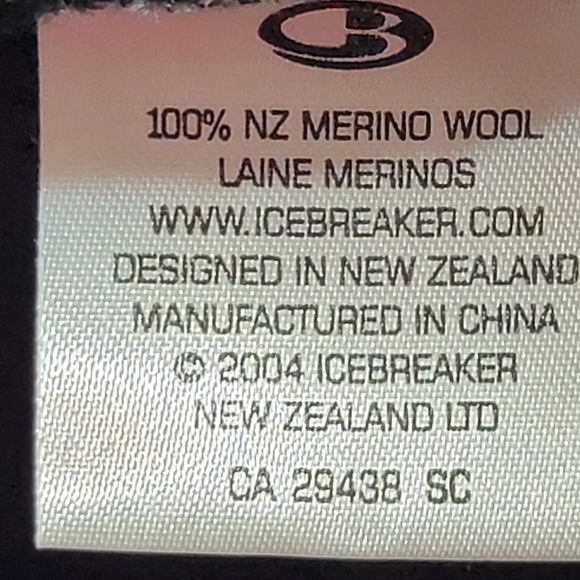 100% NZ MERINO WOOL
LAINE MERINOS
WWW.ICEBREAKER.COM
DESIGNED IN NEW ZEALAND
MANUFACTURED IN CHINA
© 2004 ICEBREAKER
NEW ZEALAND LTD
CA 29438 SC